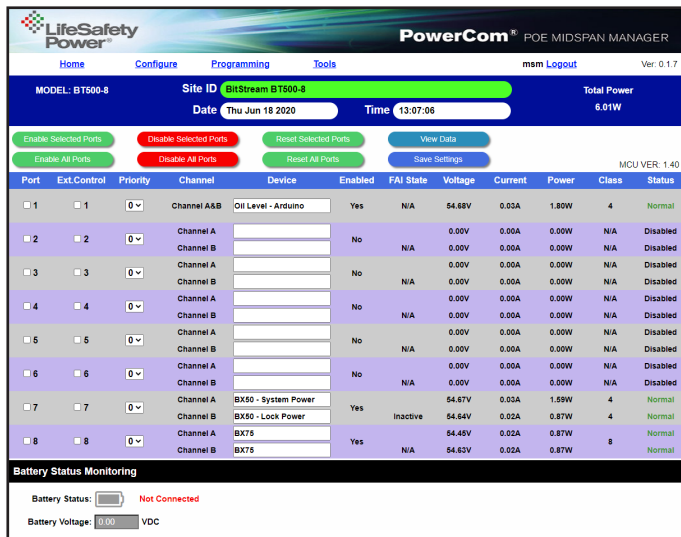 LifeSafety Power®
PowerCom® POE MIDSPAN MANAGER
Home Configure Programming Tools msm Logout Ver: 0.1.7
MODEL: BT500-8 Site ID BitStream BT500-8 Total Power
Date Thu Jun 18 2020 Time 13:07:06 6.01W
Enable Selected Ports Disable Selected Ports Reset Selected Ports View Data
Enable All Ports Disable All Ports Reset All Ports Save Settings MCU VER: 1.40
Port Ext.Control Priority Channel Device Enabled FAI State Voltage Current Power Class Status
1 1 0 Channel A&B Oil Level - Arduino Yes N/A 54.68V 0.03A 1.80W 4 Normal
Channel A 0.00V 0.00A 0.00W N/A Disabled
2 2 0 No
Channel B N/A 0.00V 0.00A 0.00W N/A Disabled
Channel A 0.00V 0.00A 0.00W N/A Disabled
3 3 0 No
Channel B N/A 0.00V 0.00A 0.00W N/A Disabled
Channel A 0.00V 0.00A 0.00W N/A Disabled
4 4 0 No
Channel B N/A 0.00V 0.00A 0.00W N/A Disabled
Channel A 0.00V 0.00A 0.00W N/A Disabled
5 5 0 No
Channel B N/A 0.00V 0.00A 0.00W N/A Disabled
Channel A 0.00V 0.00A 0.00W N/A Disabled
6 6 0 No
Channel B N/A 0.00V 0.00A 0.00W N/A Disabled
Channel A BX50 - System Power 54.67V 0.03A 1.59W 4 Normal
7 7 0 Yes
Channel B BX50 - Lock Power Inactive 54.64V 0.02A 0.87W 4 Normal
Channel A BX75 54.45V 0.02A 0.87W Normal
8 8 0 Yes 8
Channel B BX75 N/A 54.63V 0.02A 0.87W Normal
Battery Status Monitoring
Battery Status: Not Connected
Battery Voltage: 0.00 VDC